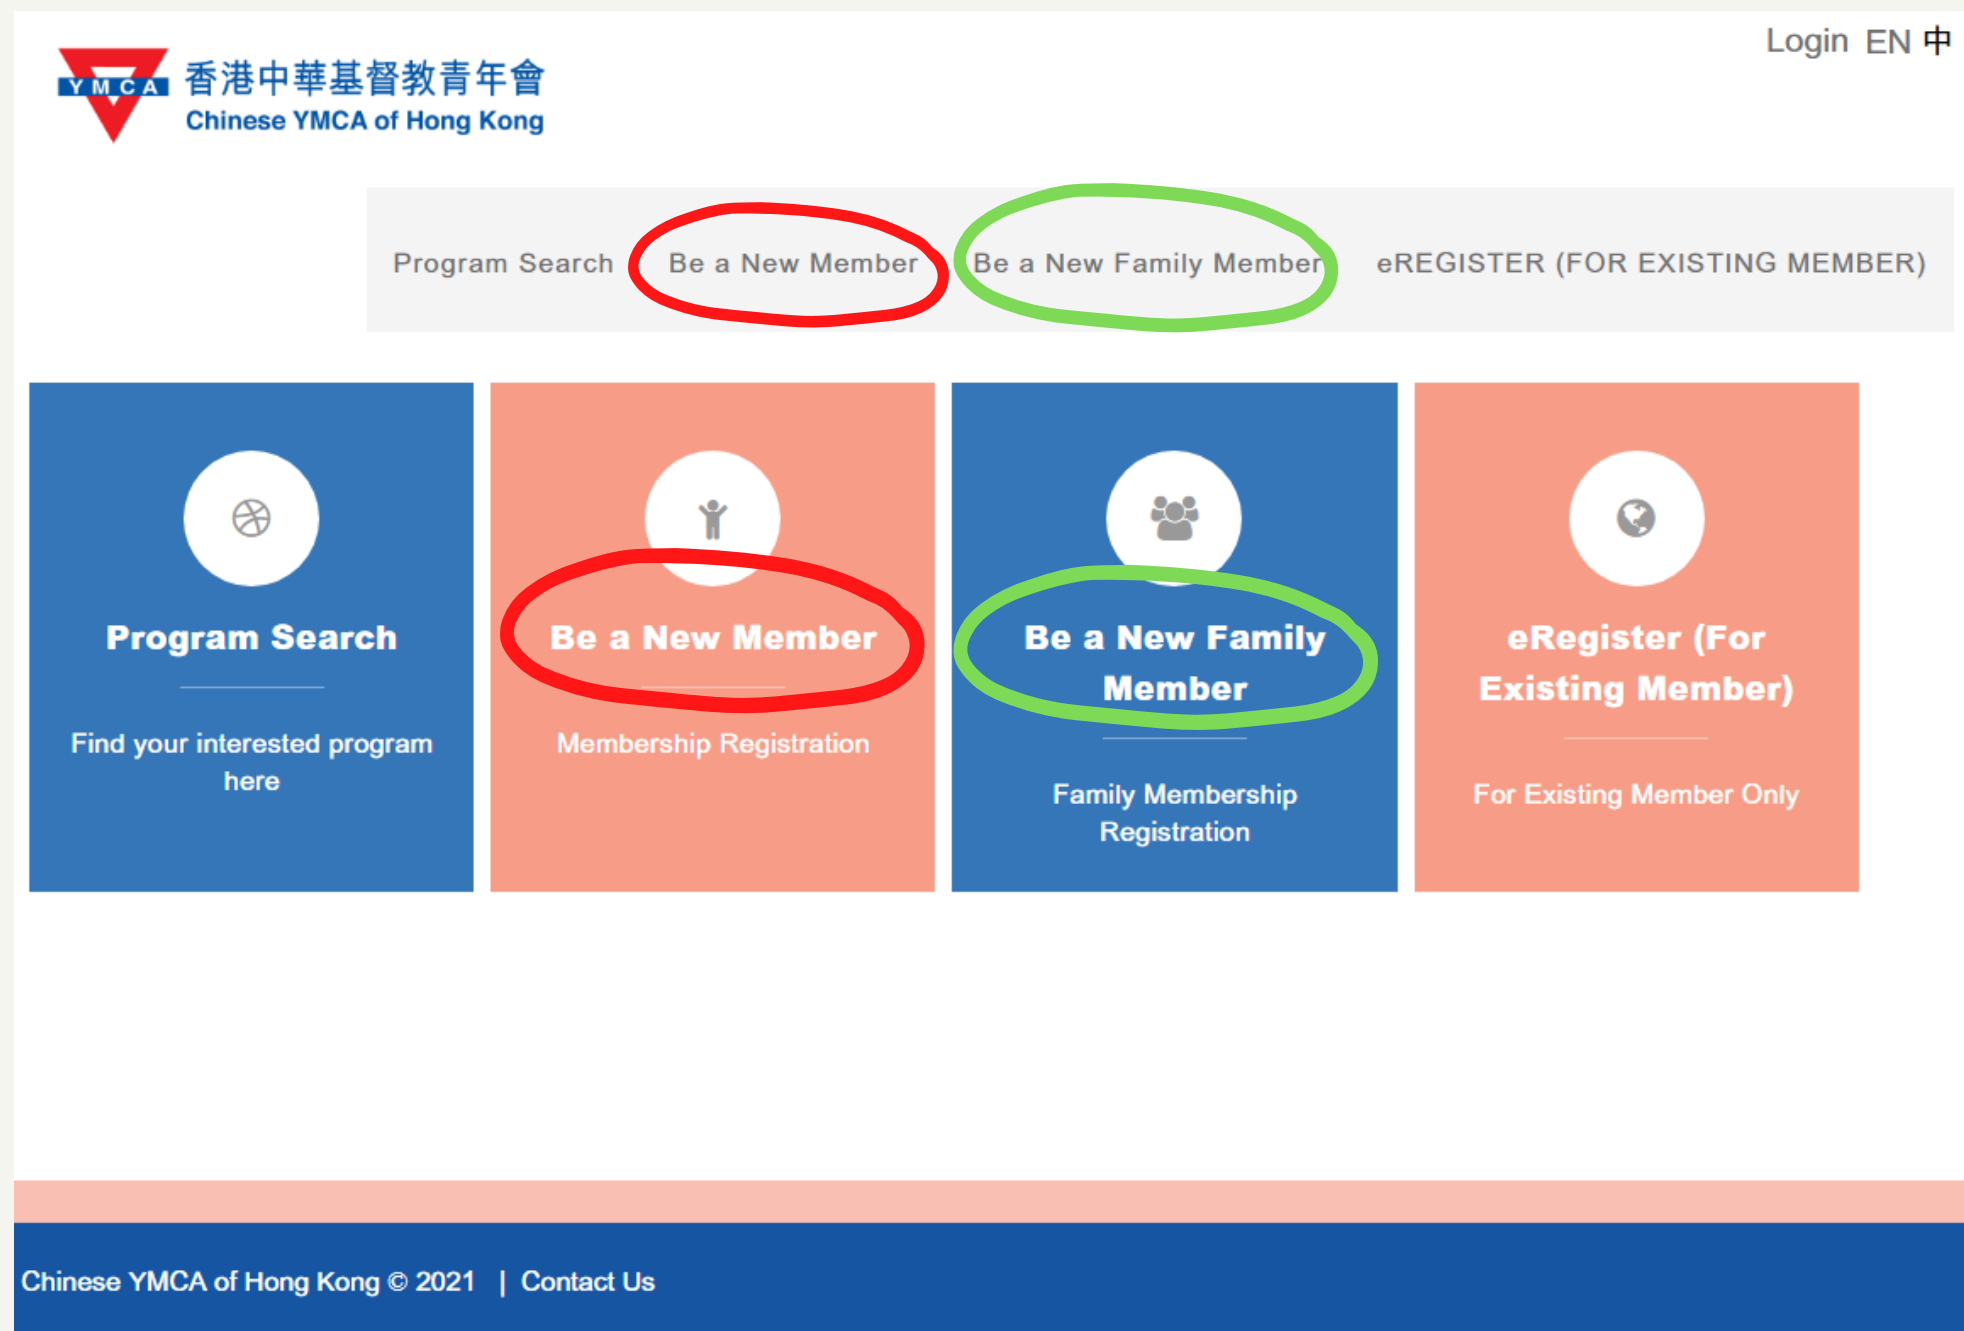 Login EN 中
YMCA
香港中華基督教青年會
Chinese YMCA of Hong Kong
Program Search
Be a New Member
Be a New Family Member
eREGISTER (FOR EXISTING MEMBER)
Program Search
Find your interested program
here
Be a New Member
Membership Registration
Be a New Family
Member
Family Membership
Registration
eRegister (For
Existing Member)
For Existing Member Only
Chinese YMCA of Hong Kong © 2021 | Contact Us